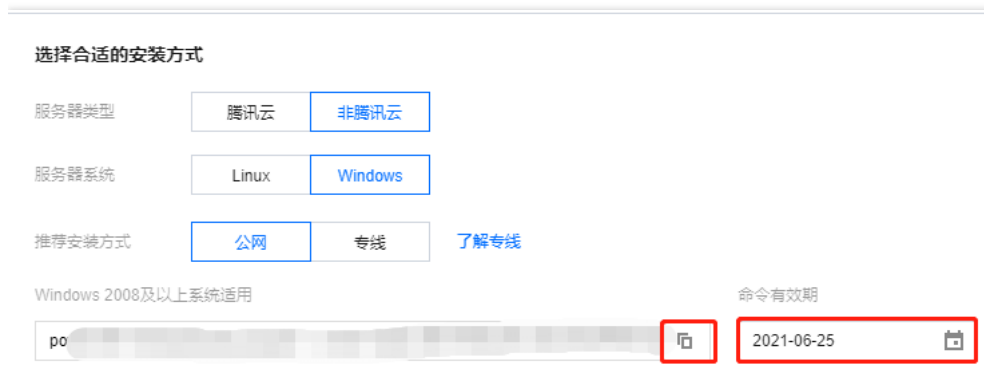 选择合适的安装方式
服务器类型 腾讯云 非腾讯云
服务器系统 Linux Windows
推荐安装方式 公网 专线 了解专线
Windows 2008及以上系统适用 命令有效期
po 2021-06-25